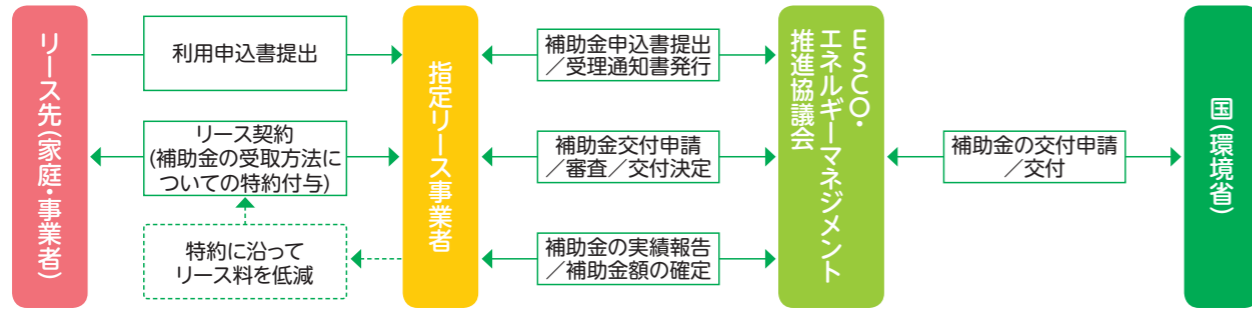 リース先(家庭・事業者)
利用申込書提出
リース契約
(補助金の受取方法に
ついての特約付与)
特約に沿って
リース料を低減
指定リース事業者
補助金申込書提出
／受理通知書発行
補助金交付申請
／審査／交付決定
補助金の実績報告
／補助金額の確定
ESCO・
エネルギーマネジメント
推進協議会
補助金の交付申請
／交付
国(環境省)